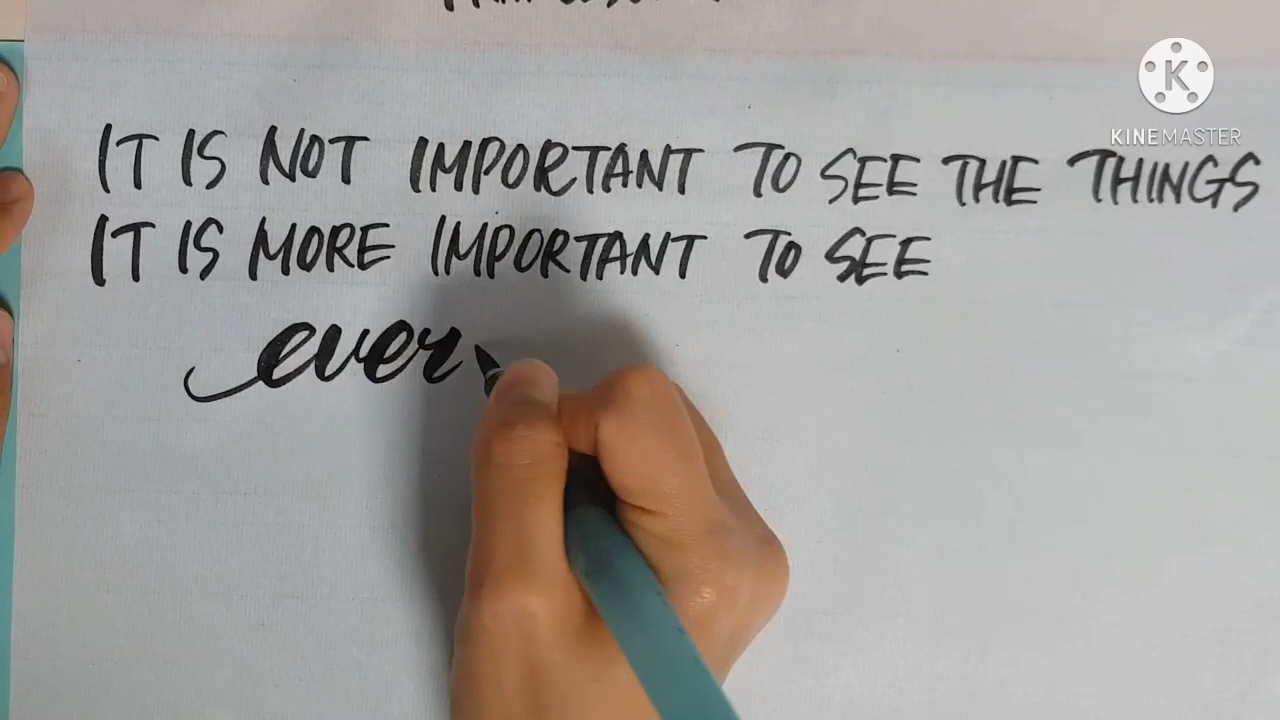 IT IS NOT IMPORTANT TO SEE THE THINGS
IT IS MORE IMPORTANT TO SEE
ever
KINEMASTER